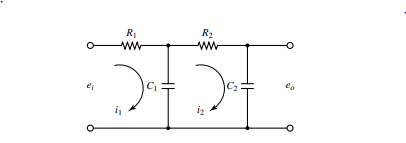 R₁ R₂
eᵢ C₁ C₂ eₒ
i₁ i₂